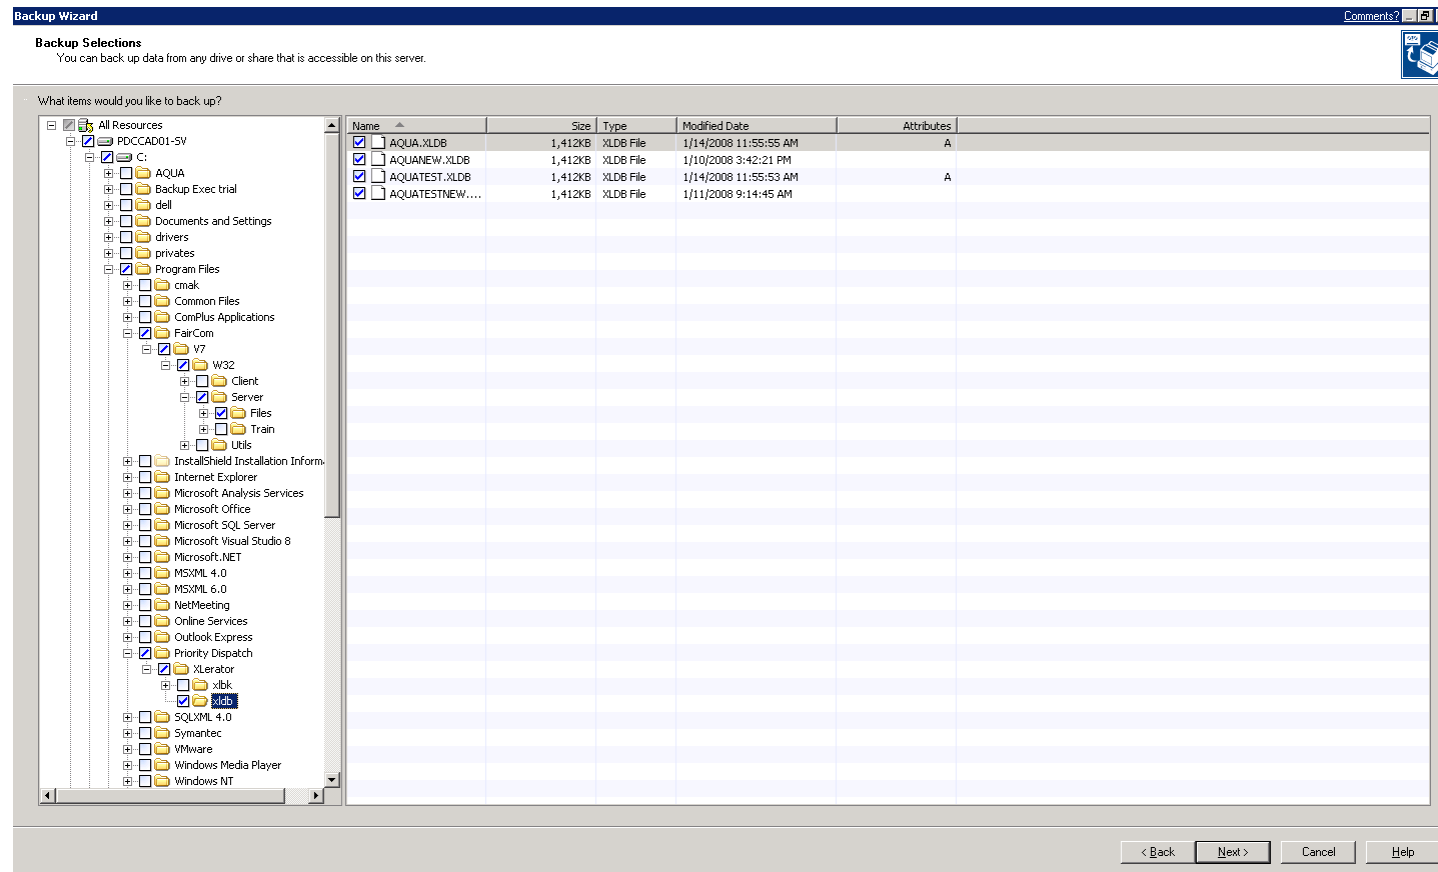 Backup Wizard
Comments?
Backup Selections
You can back up data from any drive or share that is accessible on this server.
What items would you like to back up?
All Resources
PDCCAD01-SV
C:
AQUA
Backup Exec trial
dell
Documents and Settings
drivers
privates
Program Files
cmak
Common Files
ComPlus Applications
FairCom
V7
W32
Client
Server
Files
Train
Utils
InstallShield Installation Inform
Internet Explorer
Microsoft Analysis Services
Microsoft Office
Microsoft SQL Server
Microsoft Visual Studio 8
Microsoft.NET
MSXML 4.0
MSXML 6.0
NetMeeting
Online Services
Outlook Express
Priority Dispatch
XLerator
xlbk
xldb
SQLXML 4.0
Symantec
VMware
Windows Media Player
Windows NT
Name Size Type Modified Date Attributes
AQUA.XLDB 1,412KB XLDB File 1/14/2008 11:55:55 AM A
AQUANEW.XLDB 1,412KB XLDB File 1/10/2008 3:42:21 PM
AQUATEST.XLDB 1,412KB XLDB File 1/14/2008 11:55:53 AM A
AQUATESTNEW.... 1,412KB XLDB File 1/11/2008 9:14:45 AM
< Back Next > Cancel Help